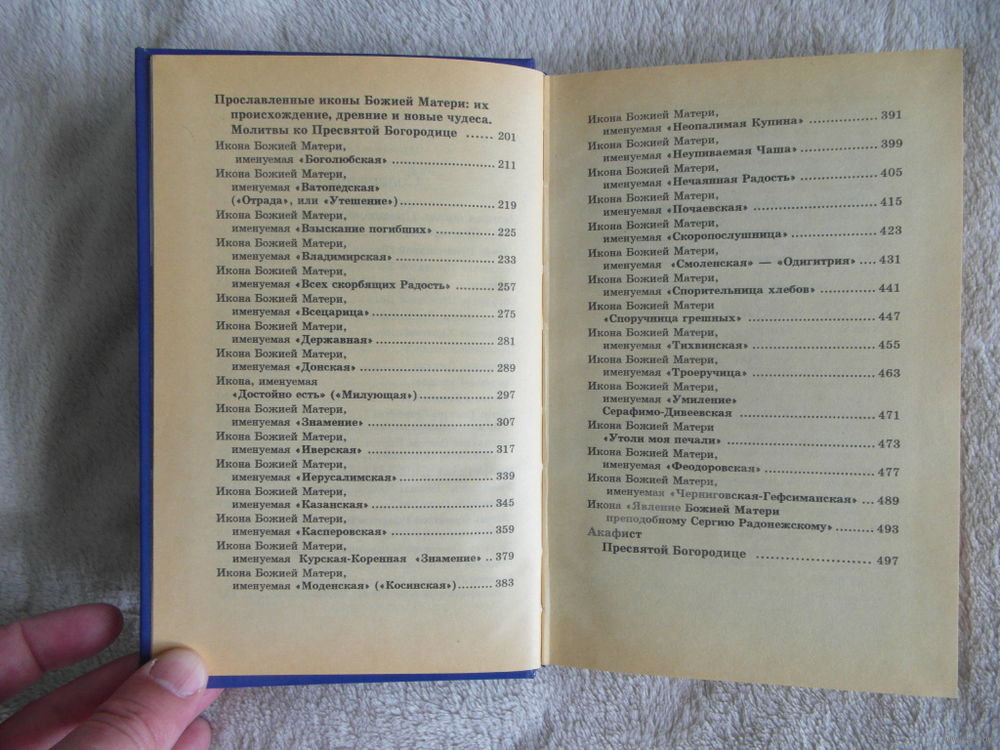 Прославленные иконы Божией Матери: их
происхождение, древние и новые чудеса.
Молитвы ко Пресвятой Богородице ...... 201
Икона Божией Матери,
именуемая «Боголюбская» ........................ 211
Икона Божией Матери,
именуемая «Ватопедская»
(«Отрада», или «Утешение»)...................... 219
Икона Божией Матери,
именуемая «Взыскание погибших» ............. 225
Икона Божией Матери,
именуемая «Владимирская» ....................... 233
Икона Божией Матери,
именуемая «Всех скорбящих Радость» ........ 257
Икона Божией Матери,
именуемая «Всецарица» ............................. 275
Икона Божией Матери,
именуемая «Державная» ............................ 281
Икона Божией Матери,
именуемая «Донская» ................................ 289
Икона, именуемая
«Достойно есть» («Милующая»).................. 297
Икона Божией Матери,
именуемая «Знамение» .............................. 307
Икона Божией Матери,
именуемая «Иверская» .............................. 317
Икона Божией Матери,
именуемая «Иерусалимская» ...................... 339
Икона Божией Матери,
именуемая «Казанская» ............................. 345
Икона Божией Матери,
именуемая «Касперовская» ........................ 359
Икона Божией Матери,
именуемая Курская-Коренная «Знамение» .. 379
Икона Божией Матери,
именуемая «Моденская» («Косинская»)......... 383
Икона Божией Матери,
именуемая «Неопалимая Купина» ................ 391
Икона Божией Матери,
именуемая «Неупиваемая Чаша» ................. 399
Икона Божией Матери,
именуемая «Нечаянная Радость» ................. 405
Икона Божией Матери,
именуемая «Почаевская» ............................ 415
Икона Божией Матери,
именуемая «Скоропослушница» ................... 423
Икона Божией Матери,
именуемая «Смоленская» — «Одигитрия» .... 431
Икона Божией Матери,
именуемая «Спорительница хлебов» ............ 441
Икона Божией Матери
«Споручница грешных» ............................. 447
Икона Божией Матери,
именуемая «Тихвинская» ............................ 455
Икона Божией Матери,
именуемая «Троеручица» ............................ 463
Икона Божией Матери,
именуемая «Умиление»
Серафимо-Дивеевская ............................... 471
Икона Божией Матери
«Утоли моя печали» ................................. 473
Икона Божией Матери,
именуемая «Феодоровская» ......................... 477
Икона Божией Матери,
именуемая «Черниговская-Гефсиманская» ... 489
Икона «Явление Божией Матери
преподобному Сергию Радонежскому» ........ 493
Акафист
Пресвятой Богородице .............................. 497